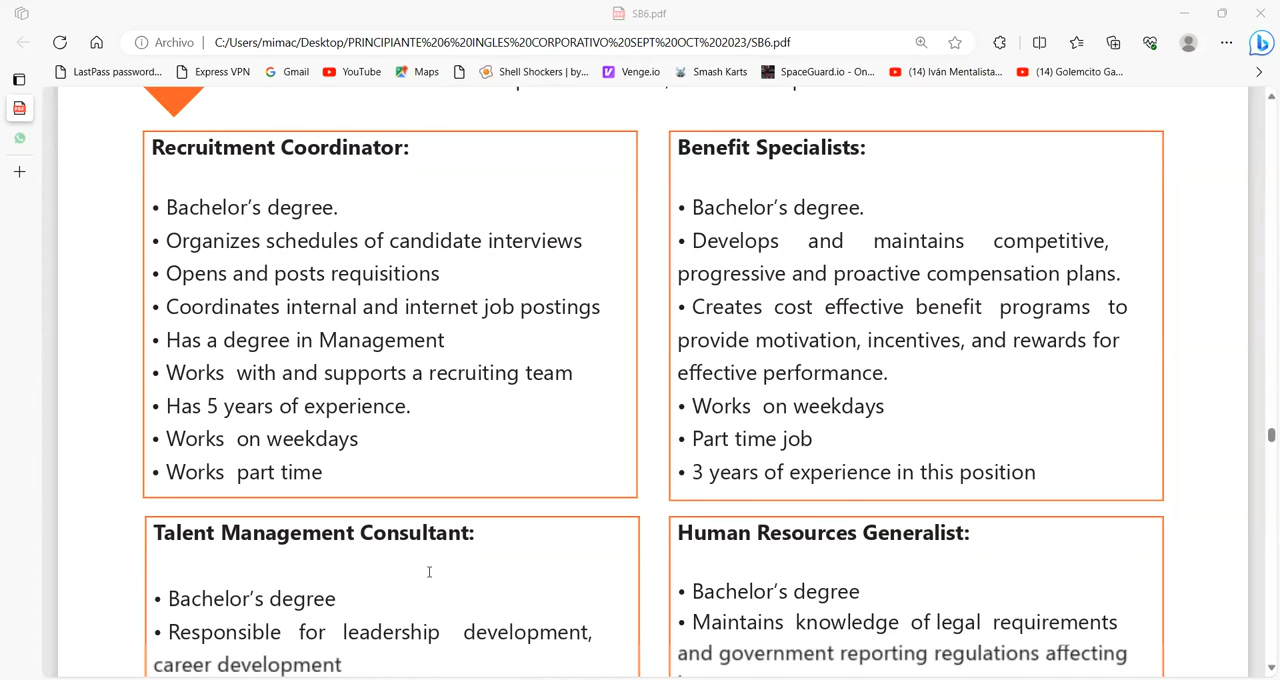 SB6.pdf
Archivo | C:/Users/mimac/Desktop/PRINCIPIANTE%206%20INGLES%20CORPORATIVO%20SEPT%20OCT%202023/SB6.pdf
LastPass password... Express VPN Gmail YouTube Maps Shell Shockers | by... Venge.io Smash Karts SpaceGuard.io - On... (14) Iván Mentalista... (14) Golemcito Ga...
Recruitment Coordinator:
• Bachelor's degree.
• Organizes schedules of candidate interviews
• Opens and posts requisitions
• Coordinates internal and internet job postings
• Has a degree in Management
• Works with and supports a recruiting team
• Has 5 years of experience.
• Works on weekdays
• Works part time
Benefit Specialists:
• Bachelor's degree.
• Develops and maintains competitive,
progressive and proactive compensation plans.
• Creates cost effective benefit programs to
provide motivation, incentives, and rewards for
effective performance.
• Works on weekdays
• Part time job
• 3 years of experience in this position
Talent Management Consultant:
• Bachelor's degree
• Responsible for leadership development,
career development
Human Resources Generalist:
• Bachelor's degree
• Maintains knowledge of legal requirements
and government reporting regulations affecting